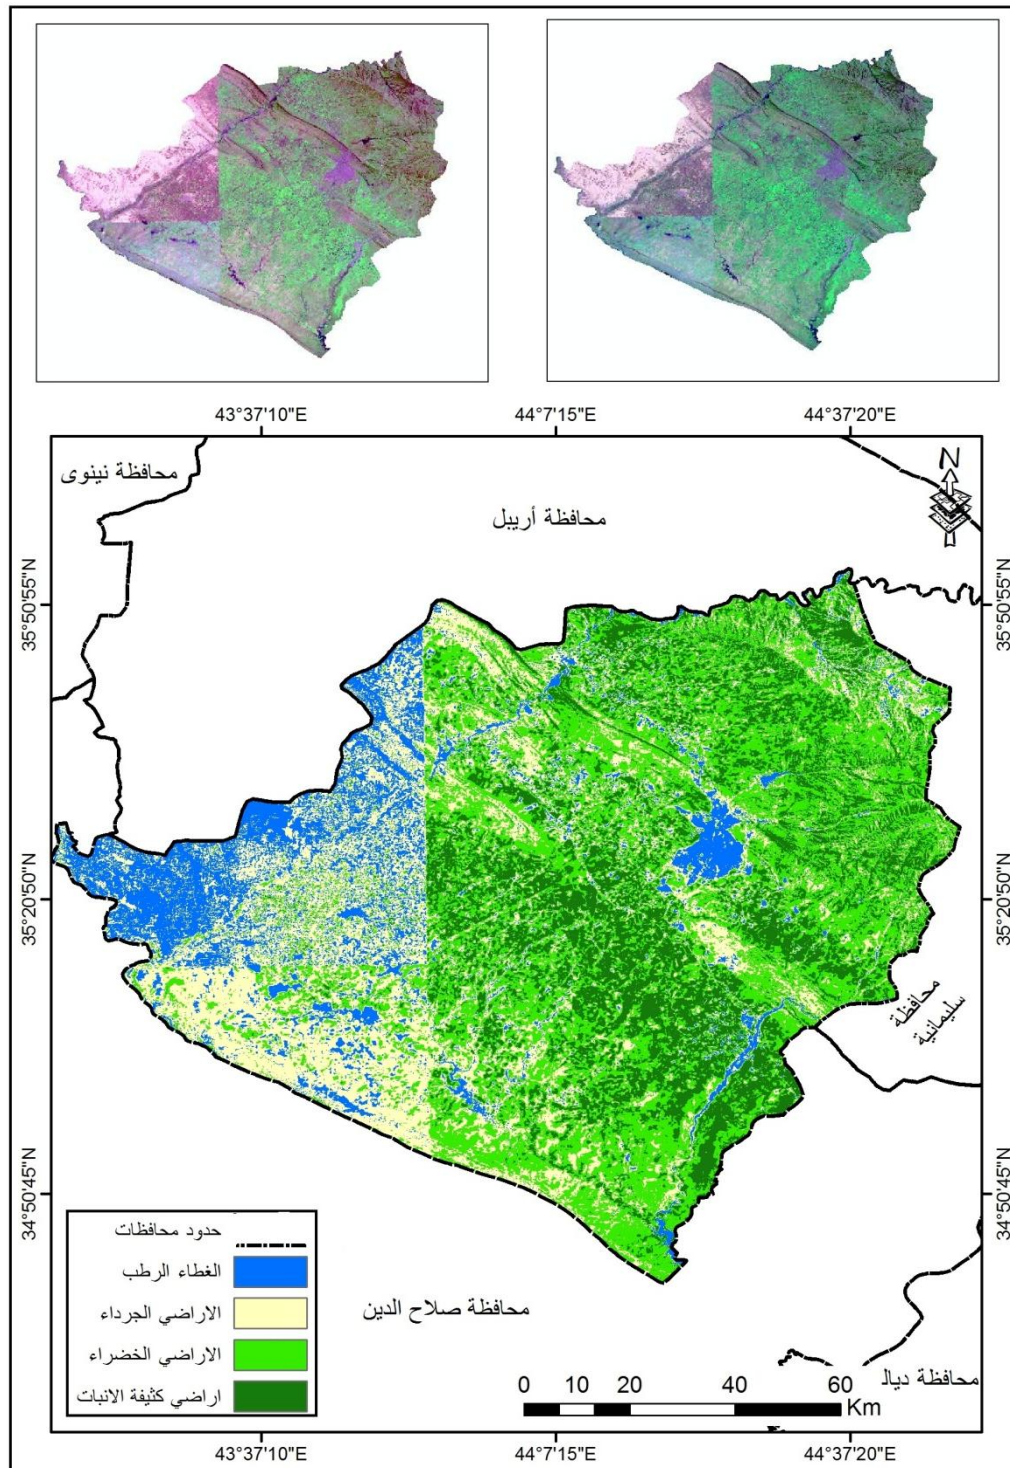 43°37'10"E 44°7'15"E 44°37'20"E
محافظة نينوى
محافظة أربيل
N
35°50'55"N 35°50'55"N
35°20'50"N 35°20'50"N
محافظة
سليمانية
34°50'45"N 34°50'45"N
حدود محافظات
الغطاء الرطب
الاراضي الجرداء
الاراضي الخضراء
اراضي كثيفة الانبات
محافظة صلاح الدين
محافظة ديال
0 10 20 40 60
Km
43°37'10"E 44°7'15"E 44°37'20"E